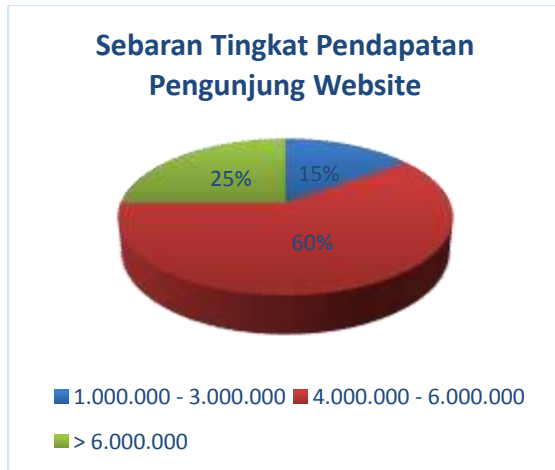 Sebaran Tingkat Pendapatan
Pengunjung Website
25%
15%
60%
1.000.000 - 3.000.000
4.000.000 - 6.000.000
> 6.000.000